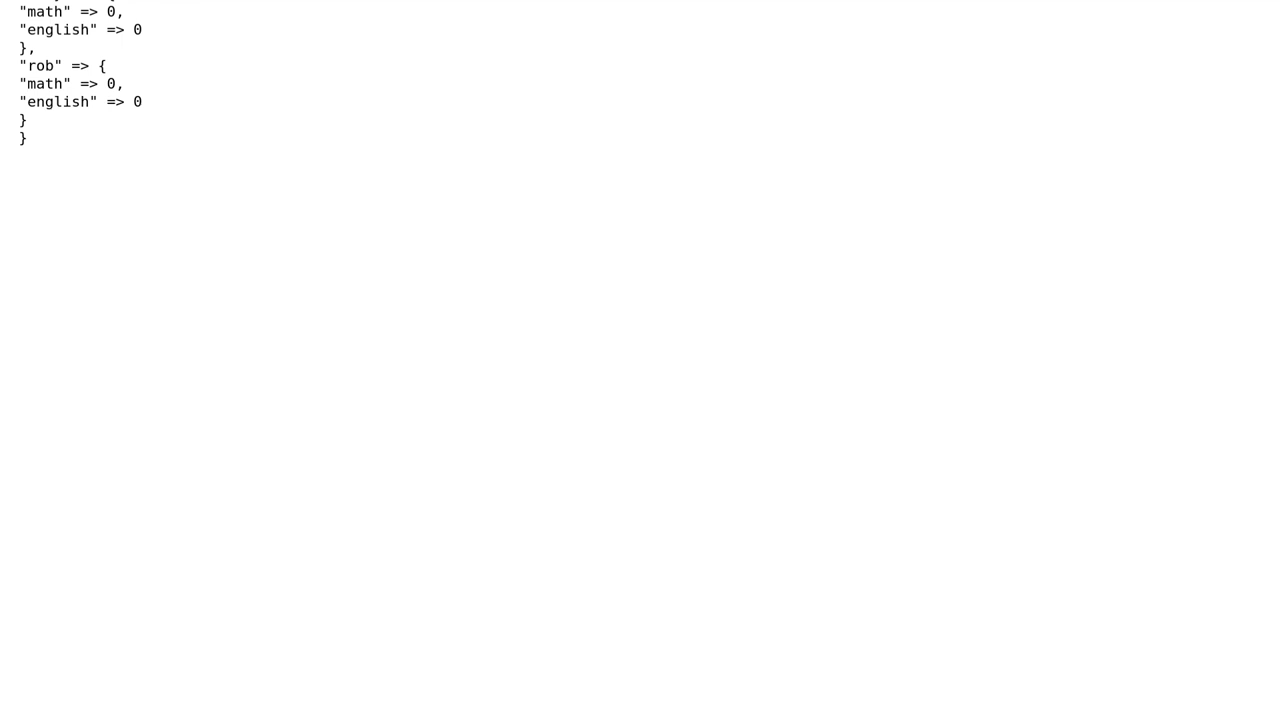 "math" => 0,
"english" => 0
},
"rob" => {
"math" => 0,
"english" => 0
}
}